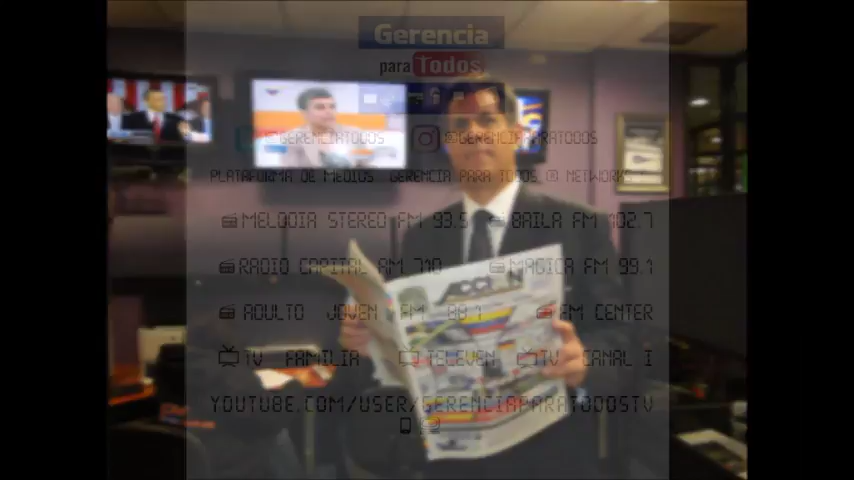 Gerencia
para Todos
@GERENCIATODOS @GERENCIAPARATODOS
PLATAFORMA DE MEDIOS GERENCIA PARA TODOS @ NETWORKS
MELODIA STEREO FM 93.5 BAILA FM 102.7
RADIO CAPITAL AM 710 MAGICA FM 99.1
ADULTO JOVEN FM 88.1 EM CENTER
TV FAMILIA TELEVEN TV CANAL I
YOUTUBE.COM/USER/GERENCIAPARATODOSTV